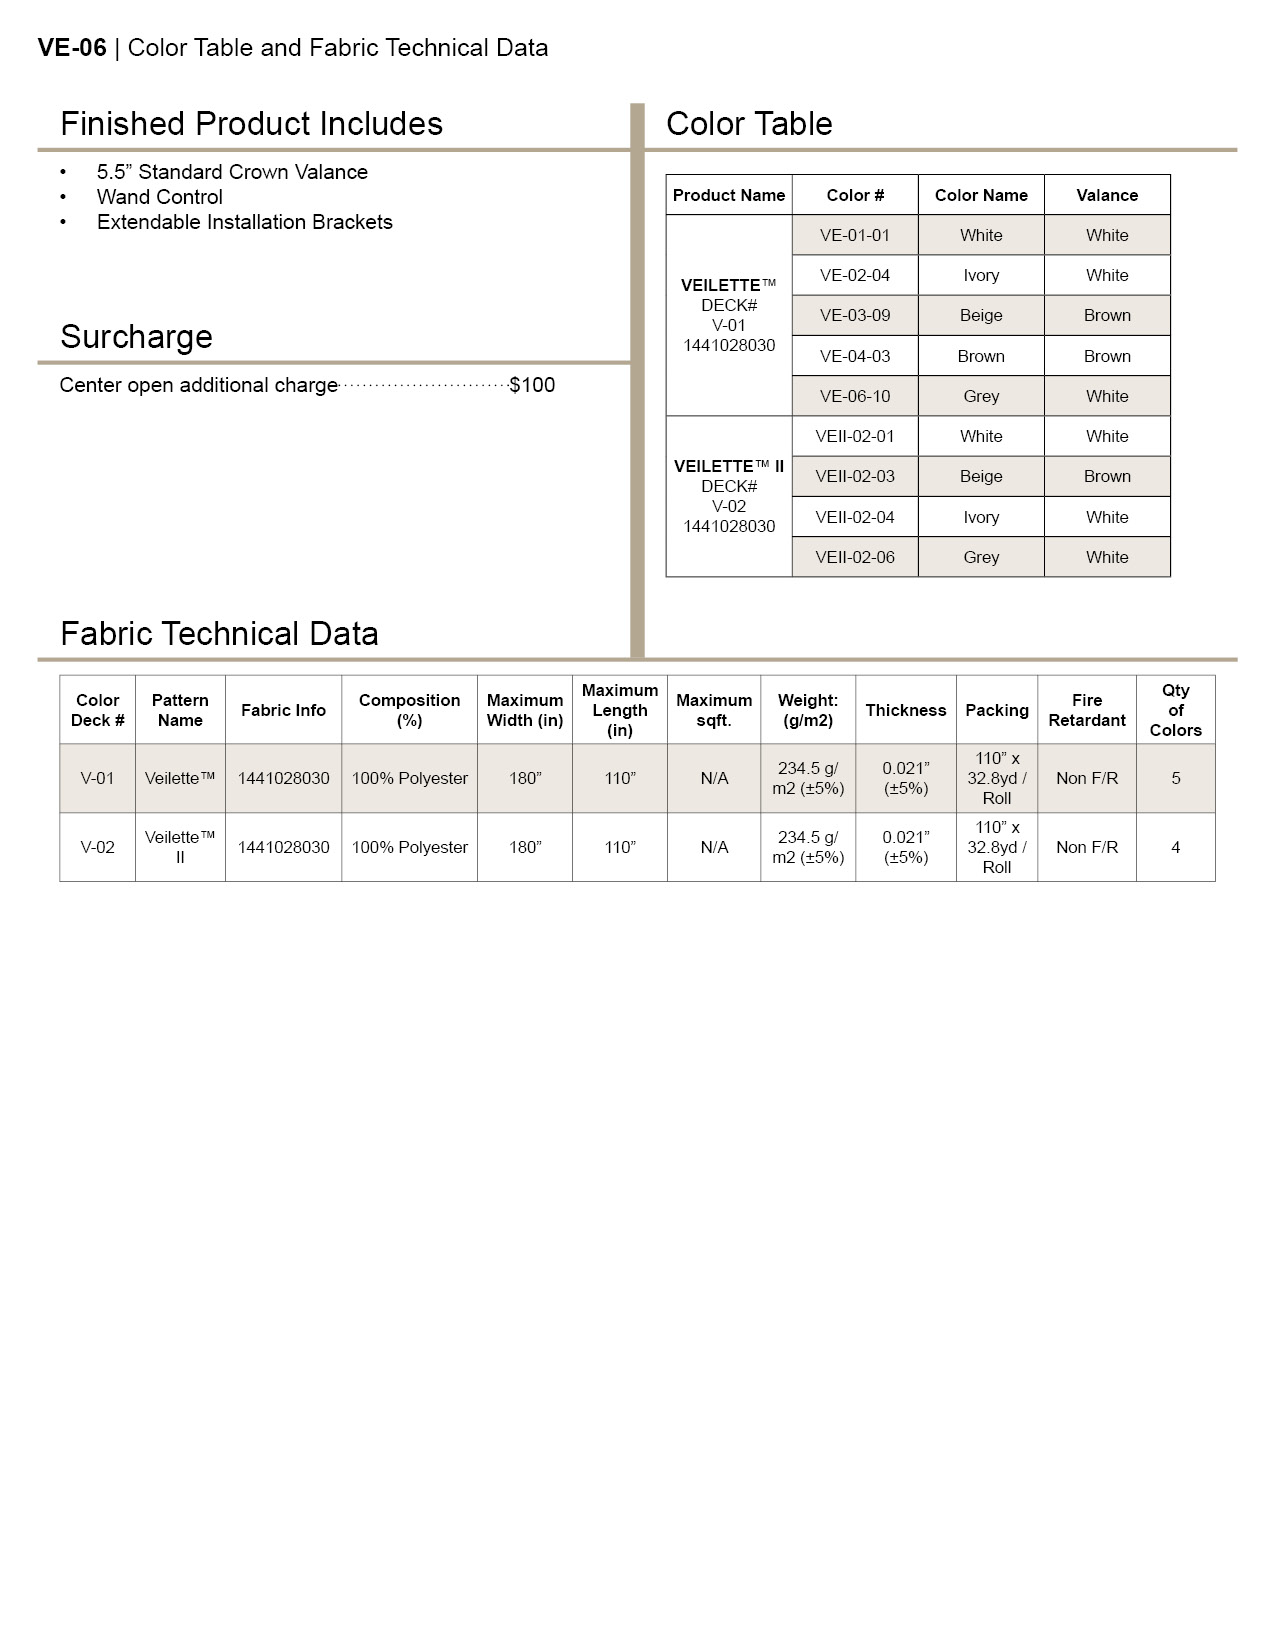 VE-06 | Color Table and Fabric Technical Data
Finished Product Includes
• 5.5” Standard Crown Valance
• Wand Control
• Extendable Installation Brackets
Surcharge
Center open additional charge............................$100
Color Table
Product Name Color # Color Name Valance
VEILETTE™
DECK#
V-01
1441028030
VE-01-01 White White
VE-02-04 Ivory White
VE-03-09 Beige Brown
VE-04-03 Brown Brown
VE-06-10 Grey White
VEILETTE™ II
DECK#
V-02
1441028030
VEII-02-01 White White
VEII-02-03 Beige Brown
VEII-02-04 Ivory White
VEII-02-06 Grey White
Fabric Technical Data
Color Deck # Pattern Name Fabric Info Composition (%) Maximum Width (in) Maximum Length (in) Maximum sqft. Weight: (g/m2) Thickness Packing Fire Retardant Qty of Colors
V-01 Veilette™ 1441028030 100% Polyester 180” 110” N/A 234.5 g/m2 (±5%) 0.021” (±5%) 110” x 32.8yd / Roll Non F/R 5
V-02 Veilette™ II 1441028030 100% Polyester 180” 110” N/A 234.5 g/m2 (±5%) 0.021” (±5%) 110” x 32.8yd / Roll Non F/R 4